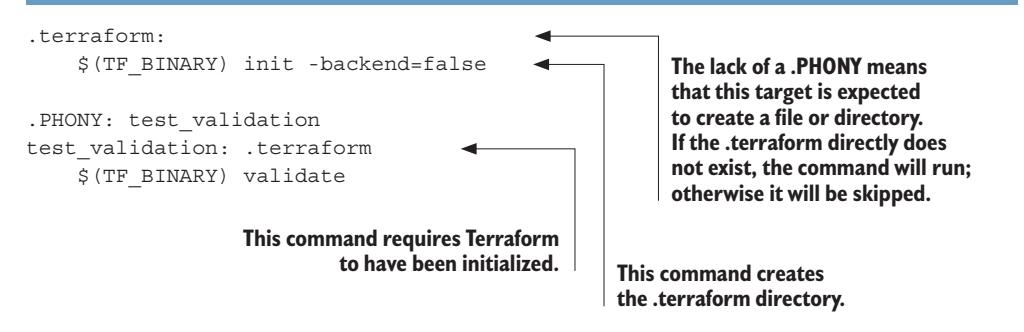 .terraform:
    $(TF_BINARY) init -backend=false
.PHONY: test_validation
test_validation: .terraform
    $(TF_BINARY) validate
The lack of a .PHONY means
that this target is expected
to create a file or directory.
If the .terraform directly does
not exist, the command will run;
otherwise it will be skipped.
This command requires Terraform
to have been initialized.
This command creates
the .terraform directory.